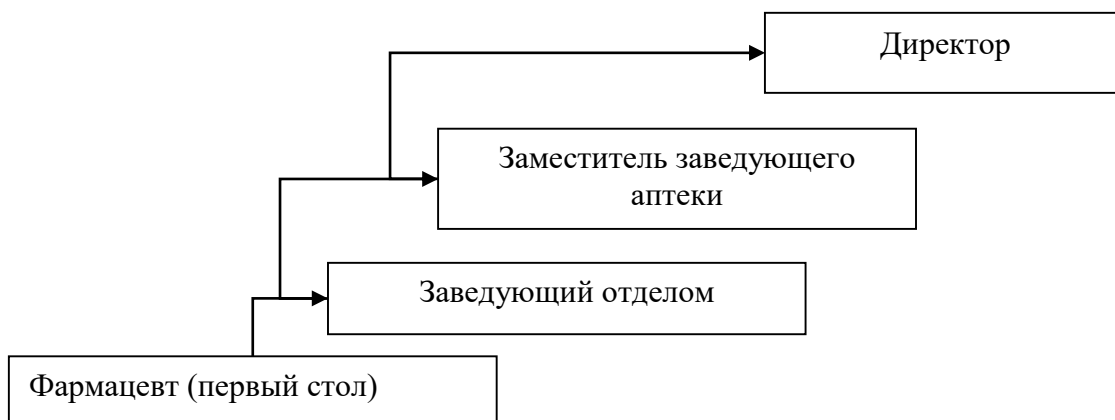 Директор
Заместитель заведующего
аптеки
Заведующий отделом
Фармацевт (первый стол)